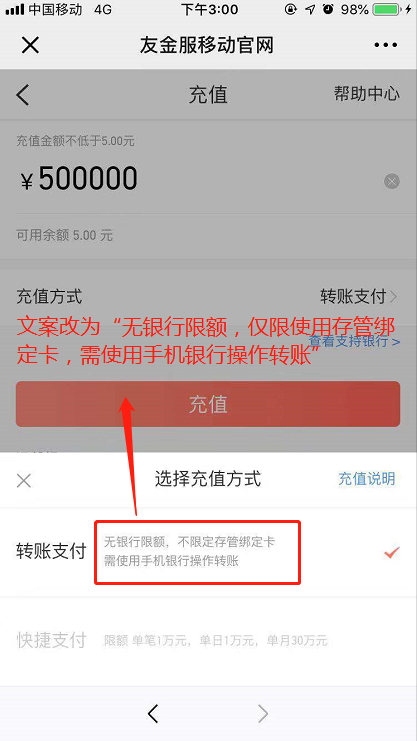 中国移动 4G 下午3:00 98%
友金服移动官网
充值 帮助中心
充值金额不低于5.00元
¥500000
可用余额 5.00 元
充值方式 转账支付
文案改为“无银行限额，仅限使用存管绑
定卡，需使用手机银行操作转账”
查看支持银行 >
充值
选择充值方式 充值说明
转账支付
无银行限额，不限定存管绑定卡
需使用手机银行操作转账
快捷支付 限额 单笔1万元，单日1万元，单月30万元